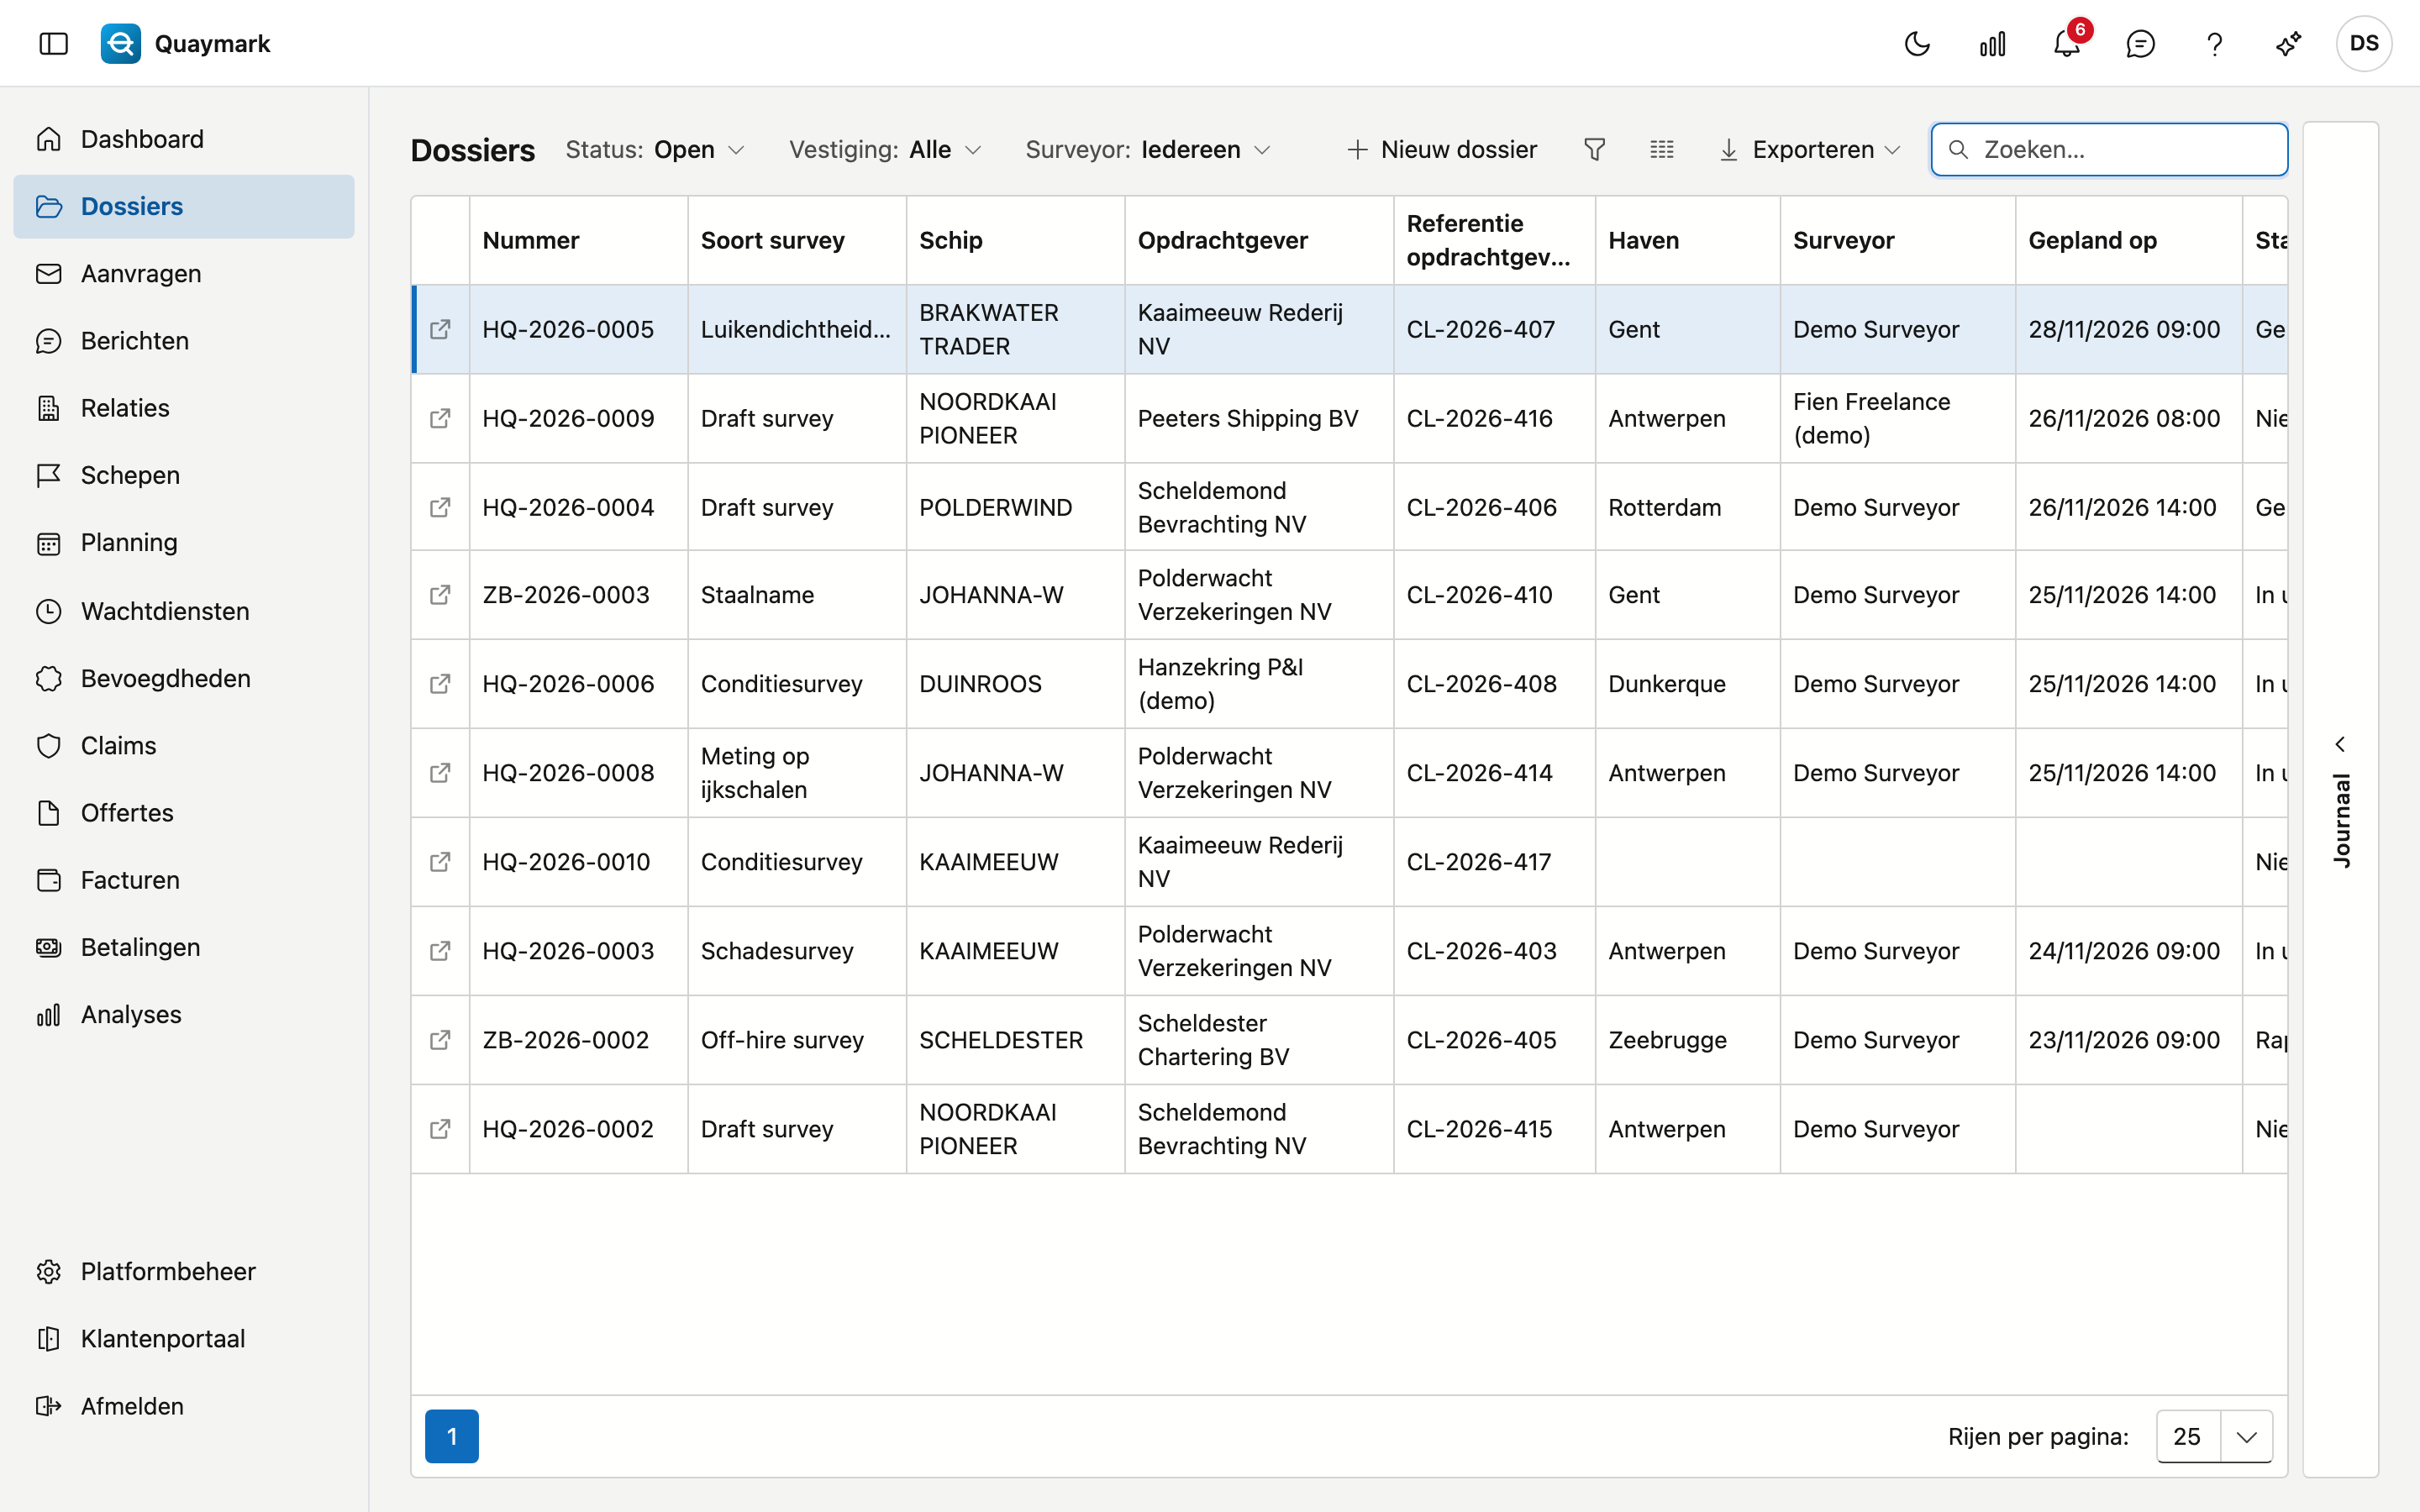 Quaymark
6
DS
Dashboard
Dossiers
Aanvragen
Berichten
Relaties
Schepen
Planning
Wachtdiensten
Bevoegdheden
Claims
Offertes
Facturen
Betalingen
Analyses
Platformbeheer
Klantenportaal
Afmelden
Dossiers Status: Open Vestiging: Alle Surveyor: Iedereen Nieuw dossier Exporteren Zoeken...
Nummer Soort survey Schip Opdrachtgever Referentie opdrachtgev... Haven Surveyor Gepland op Sta
HQ-2026-0005 Luikendichtheid... BRAKWATER TRADER Kaaimeeuw Rederij NV CL-2026-407 Gent Demo Surveyor 28/11/2026 09:00 Ge
HQ-2026-0009 Draft survey NOORDKAAI PIONEER Peeters Shipping BV CL-2026-416 Antwerpen Fien Freelance (demo) 26/11/2026 08:00 Nie
HQ-2026-0004 Draft survey POLDERWIND Scheldemond Bevrachting NV CL-2026-406 Rotterdam Demo Surveyor 26/11/2026 14:00 Ge
ZB-2026-0003 Staalname JOHANNA-W Polderwacht Verzekeringen NV CL-2026-410 Gent Demo Surveyor 25/11/2026 14:00 In u
HQ-2026-0006 Conditiesurvey DUINROOS Hanzekring P&I (demo) CL-2026-408 Dunkerque Demo Surveyor 25/11/2026 14:00 In u
HQ-2026-0008 Meting op ijkschalen JOHANNA-W Polderwacht Verzekeringen NV CL-2026-414 Antwerpen Demo Surveyor 25/11/2026 14:00 In u
HQ-2026-0010 Conditiesurvey KAAIMEEUW Kaaimeeuw Rederij NV CL-2026-417 Nie
HQ-2026-0003 Schadesurvey KAAIMEEUW Polderwacht Verzekeringen NV CL-2026-403 Antwerpen Demo Surveyor 24/11/2026 09:00 In u
ZB-2026-0002 Off-hire survey SCHELDESTER Scheldester Chartering BV CL-2026-405 Zeebrugge Demo Surveyor 23/11/2026 09:00 Rap
HQ-2026-0002 Draft survey NOORDKAAI PIONEER Scheldemond Bevrachting NV CL-2026-415 Antwerpen Demo Surveyor Nie
1
Rijen per pagina: 25
Journaal